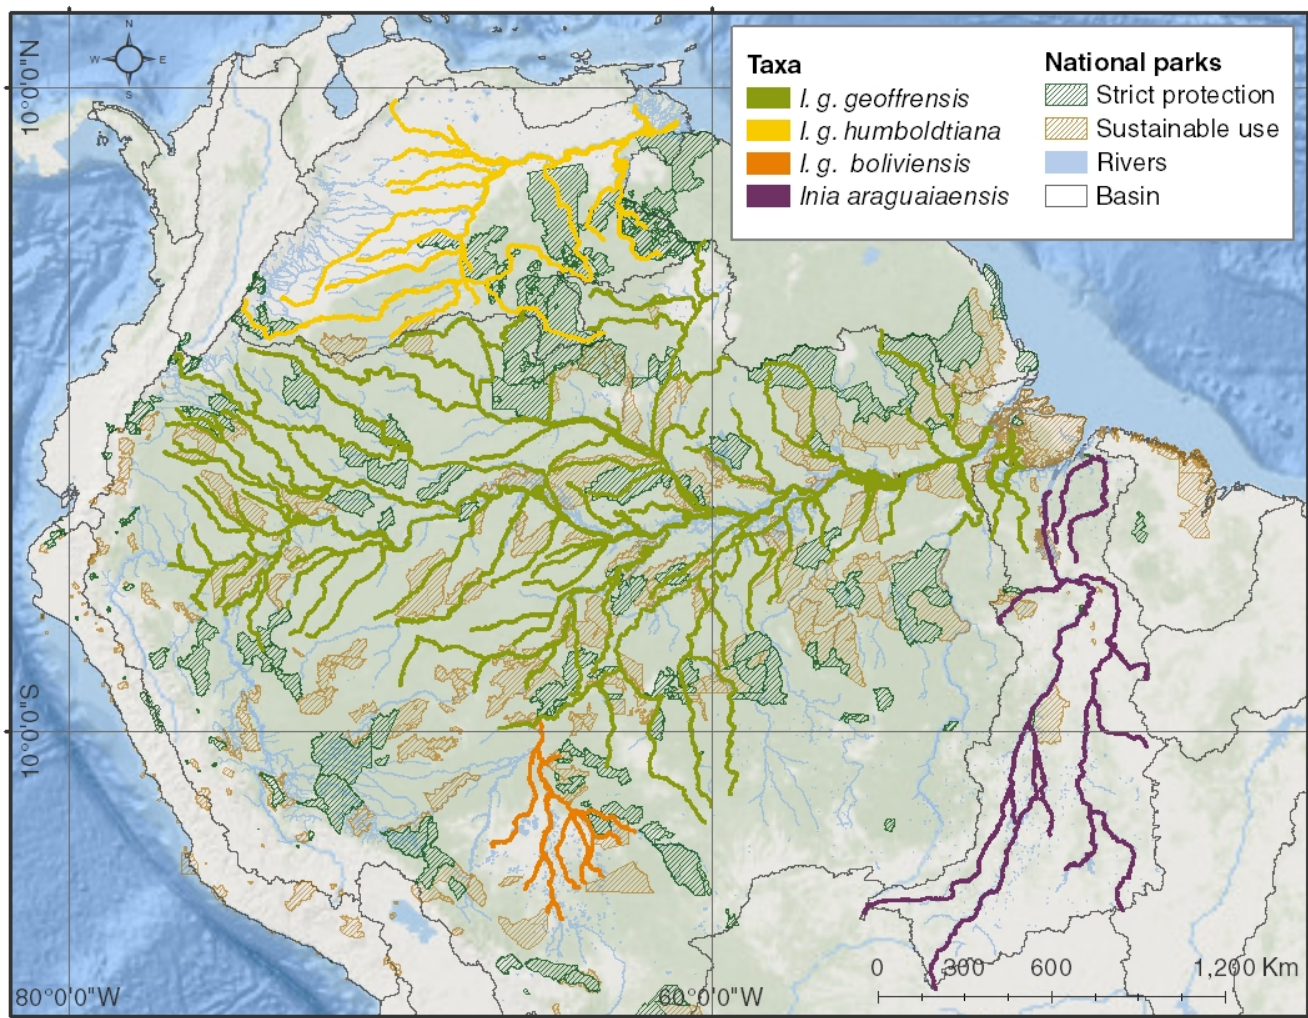 N
W E
S
10°0'0"N
10°0'0"S
80°0'0"W
60°0'0"W
Taxa
I. g. geoffrensis
I. g. humboldtiana
I. g. boliviensis
Inia araguaiaensis
National parks
Strict protection
Sustainable use
Rivers
Basin
0 300 600 1,200 Km